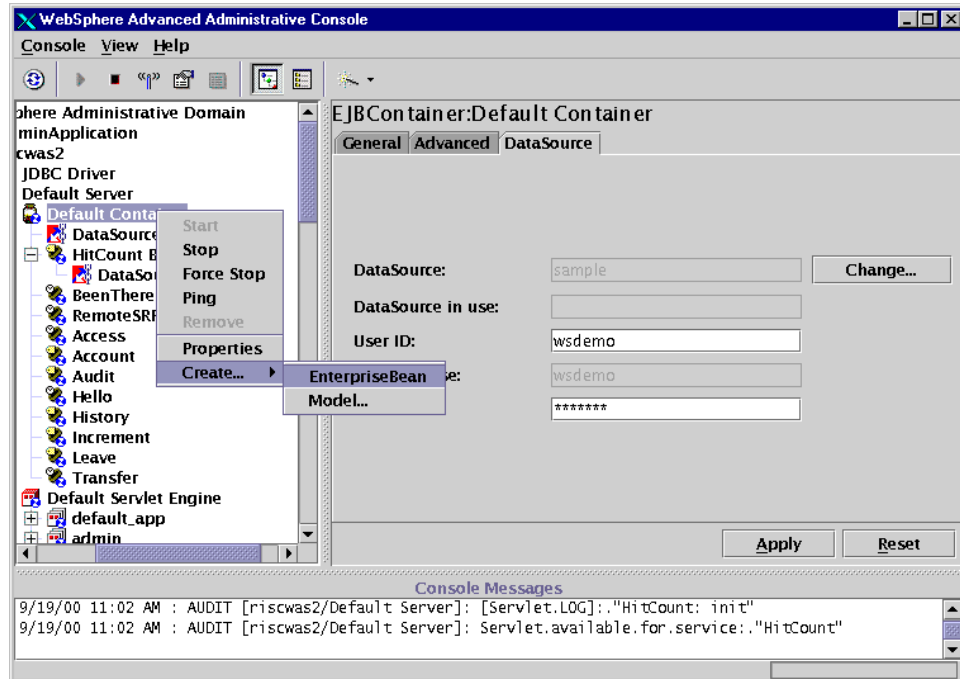 WebSphere Advanced Administrative Console
Console View Help
phere Administrative Domain
minApplication
cwas2
JDBC Driver
Default Server
Default Contai
DataSource
HitCount B
DataSou
BeenThere
RemoteSRF
Access
Account
Audit
Hello
History
Increment
Leave
Transfer
Default Servlet Engine
default_app
admin
Start
Stop
Force Stop
Ping
Remove
Properties
Create...
EnterpriseBean
Model...
EJBContainer:Default Container
General Advanced DataSource
DataSource: sample Change...
DataSource in use:
User ID: wsdemo
se: wsdemo
*******
Apply Reset
Console Messages
9/19/00 11:02 AM : AUDIT [riscwas2/Default Server]: [Servlet.LOG]:."HitCount: init"
9/19/00 11:02 AM : AUDIT [riscwas2/Default Server]: Servlet.available.for.service:."HitCount"